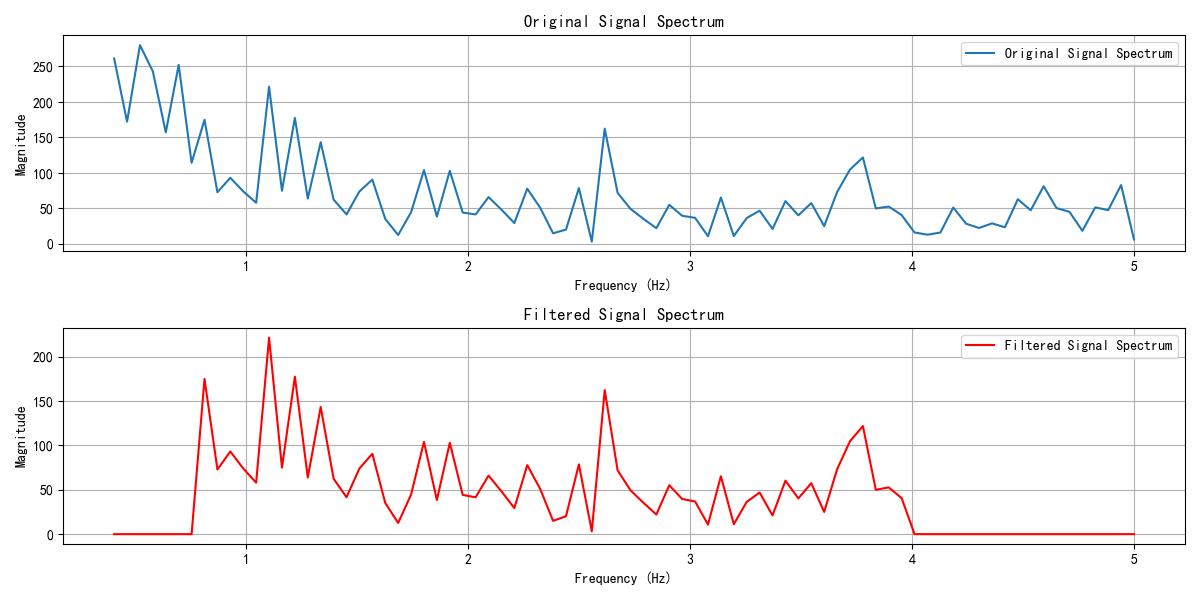 Original Signal Spectrum
Original Signal Spectrum
Magnitude
250
200
150
100
50
0
1 2 3 4 5
Frequency (Hz)
Filtered Signal Spectrum
Filtered Signal Spectrum
Magnitude
200
150
100
50
0
1 2 3 4 5
Frequency (Hz)